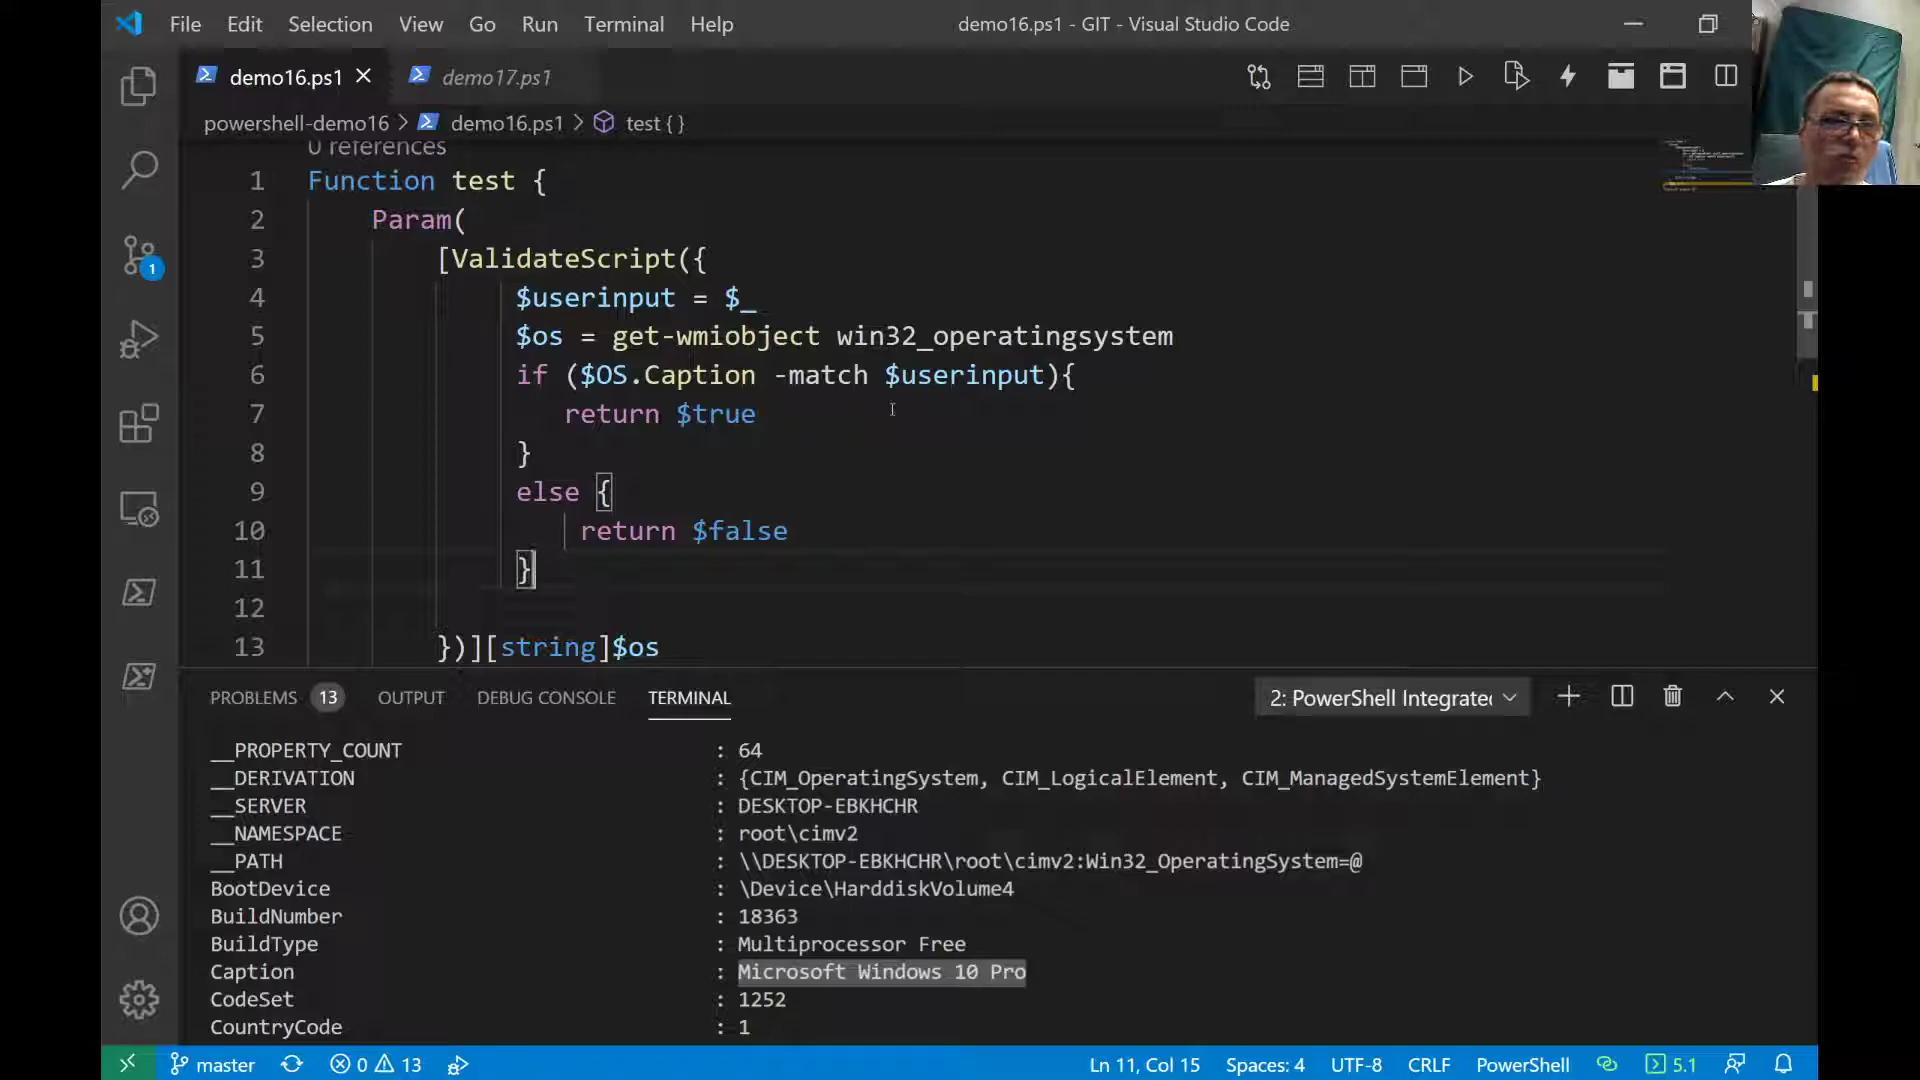 File Edit Selection View Go Run Terminal Help demo16.ps1 - GIT - Visual Studio Code
demo16.ps1 demo17.ps1
powershell-demo16 > demo16.ps1 > test { }
0 references
1 Function test {
2 Param(
3 [ValidateScript({
4 $userinput = $_
5 $os = get-wmiobject win32_operatingsystem
6 if ($OS.Caption -match $userinput){
7 return $true
8 }
9 else {
10 return $false
11 }
12
13 })][string]$os
PROBLEMS 13 OUTPUT DEBUG CONSOLE TERMINAL 2: PowerShell Integrate
__PROPERTY_COUNT : 64
__DERIVATION : {CIM_OperatingSystem, CIM_LogicalElement, CIM_ManagedSystemElement}
__SERVER : DESKTOP-EBKHCHR
__NAMESPACE : root\cimv2
__PATH : \\DESKTOP-EBKHCHR\root\cimv2:Win32_OperatingSystem=@
BootDevice : \Device\HarddiskVolume4
BuildNumber : 18363
BuildType : Multiprocessor Free
Caption : Microsoft Windows 10 Pro
CodeSet : 1252
CountryCode : 1
master 0 13 Ln 11, Col 15 Spaces: 4 UTF-8 CRLF PowerShell 5.1
1